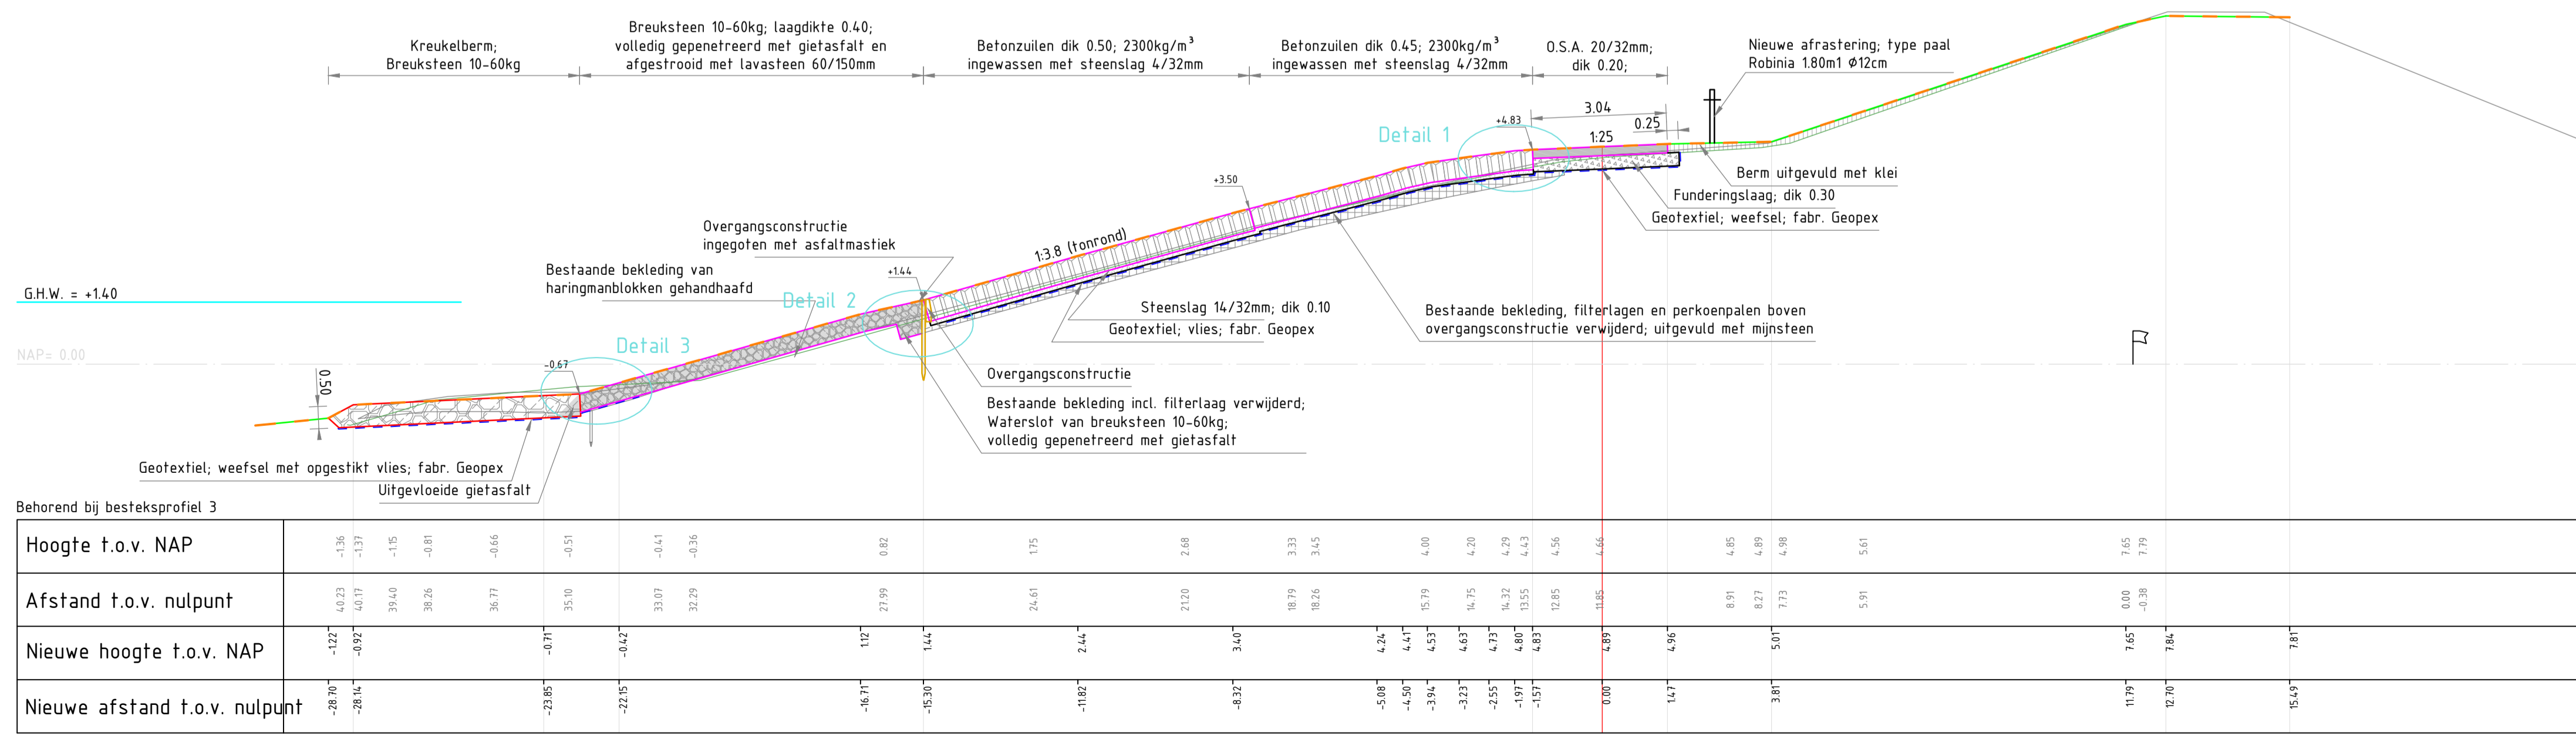 Kreukelberm;
Breuksteen 10-60kg
Breuksteen 10-60kg; laagdikte 0.40;
volledig gepenetreerd met gietasfalt en
afgestrooid met lavasteen 60/150mm
Betonzuilen dik 0.50; 2300kg/m³
ingewassen met steenslag 4/32mm
Betonzuilen dik 0.45; 2300kg/m³
ingewassen met steenslag 4/32mm
O.S.A. 20/32mm;
dik 0.20;
Nieuwe afrastering; type paal
Robinia 1.80m1 Ø12cm
3.04
0.25
+4.83
1:25
Detail 1
Berm uitgevuld met klei
Funderingslaag; dik 0.30
Geotextiel; weefsel; fabr. Geopex
+3.50
1:3.8 (tonrond)
Overgangsconstructie
ingegoten met asfaltmastiek
Bestaande bekleding van
haringmanblokken gehandhaafd
+1.44
Detail 2
G.H.W. = +1.40
Steenslag 14/32mm; dik 0.10
Geotextiel; vlies; fabr. Geopex
Bestaande bekleding, filterlagen en perkoenpalen boven
overgangsconstructie verwijderd; uitgevuld met mijnsteen
NAP= 0.00
Detail 3
-0.67
0.50
Overgangsconstructie
Bestaande bekleding incl. filterlaag verwijderd;
Waterslot van breuksteen 10-60kg;
volledig gepenetreerd met gietasfalt
Geotextiel; weefsel met opgestikt vlies; fabr. Geopex
Uitgevloeide gietasfalt
Behorend bij besteksprofiel 3
Hoogte t.o.v. NAP -1.36 -1.37 -1.15 -0.81 -0.66 -0.51 -0.41 -0.36 0.82 1.75 2.68 3.33 3.45 4.00 4.20 4.29 4.43 4.56 4.66 4.85 4.89 4.98 5.61 7.65 7.79
Afstand t.o.v. nulpunt 40.23 40.17 39.40 38.26 36.77 35.10 33.07 32.29 27.99 24.61 21.20 18.79 18.26 15.79 14.75 14.32 13.55 12.85 11.85 8.91 8.27 7.73 5.91 0.00 -0.38
Nieuwe hoogte t.o.v. NAP -1.22 -0.92 -0.71 -0.42 1.12 1.44 2.44 3.40 4.24 4.41 4.53 4.63 4.73 4.80 4.83 4.89 4.96 5.01 7.65 7.84 7.81
Nieuwe afstand t.o.v. nulpunt -28.70 -28.14 -23.85 -22.15 -16.71 -15.30 -11.82 -8.32 -5.08 -4.50 -3.94 -3.23 -2.55 -1.97 -1.57 0.00 1.47 3.81 11.79 12.70 15.49